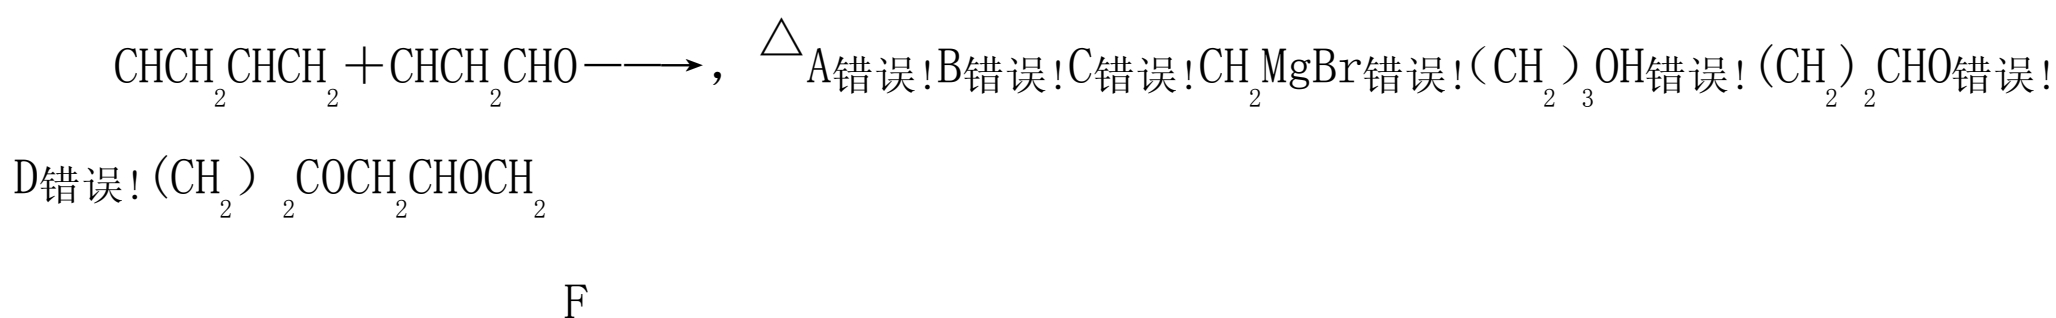 CHCH₂CHCH₂+CHCH₂CHO――→, △A错误!B错误!C错误!CH₂MgBr错误!(CH₂)₃OH错误!(CH₂)₂CHO错误!
D错误!(CH₂) ₂COCH₂CHOCH₂
F